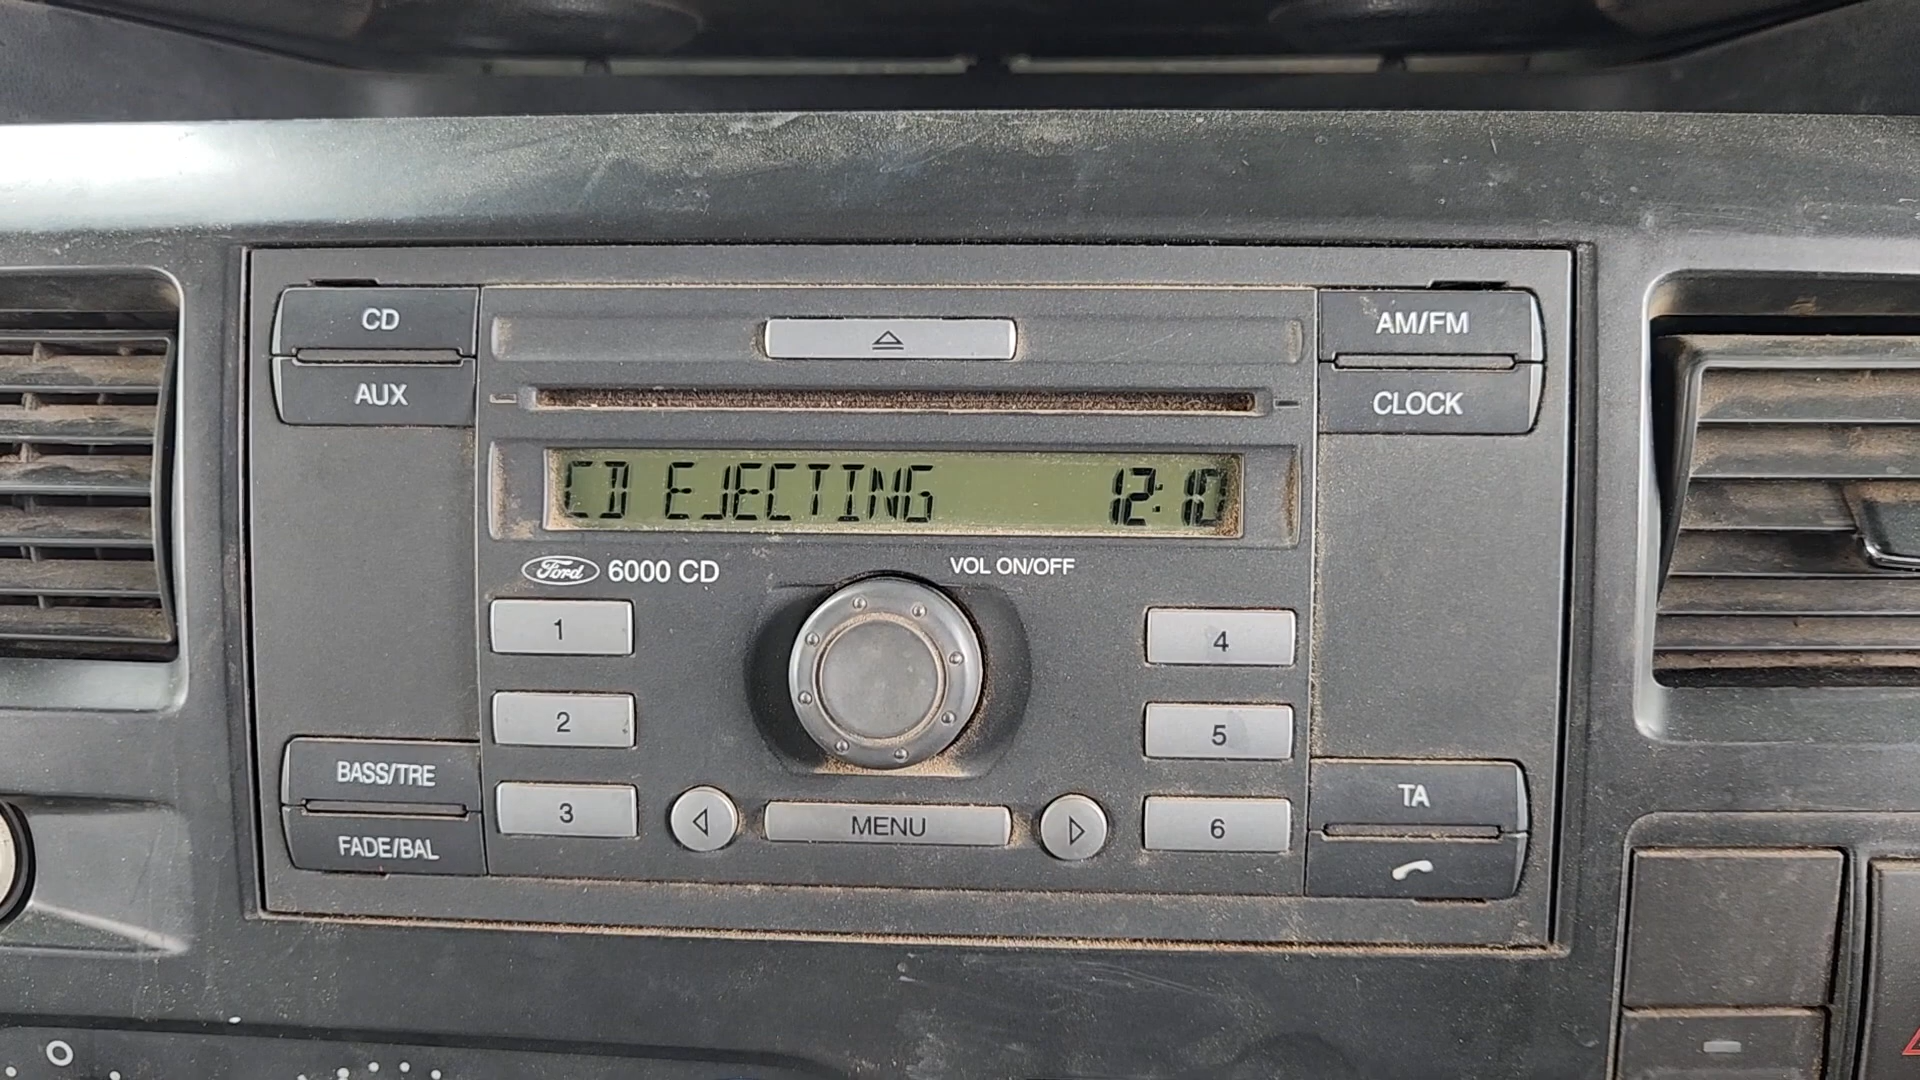 CD
AUX
AM/FM
CLOCK
CD EJECTING 12:10
Ford 6000 CD
VOL ON/OFF
1
2
3
4
5
6
BASS/TRE
FADE/BAL
MENU
TA